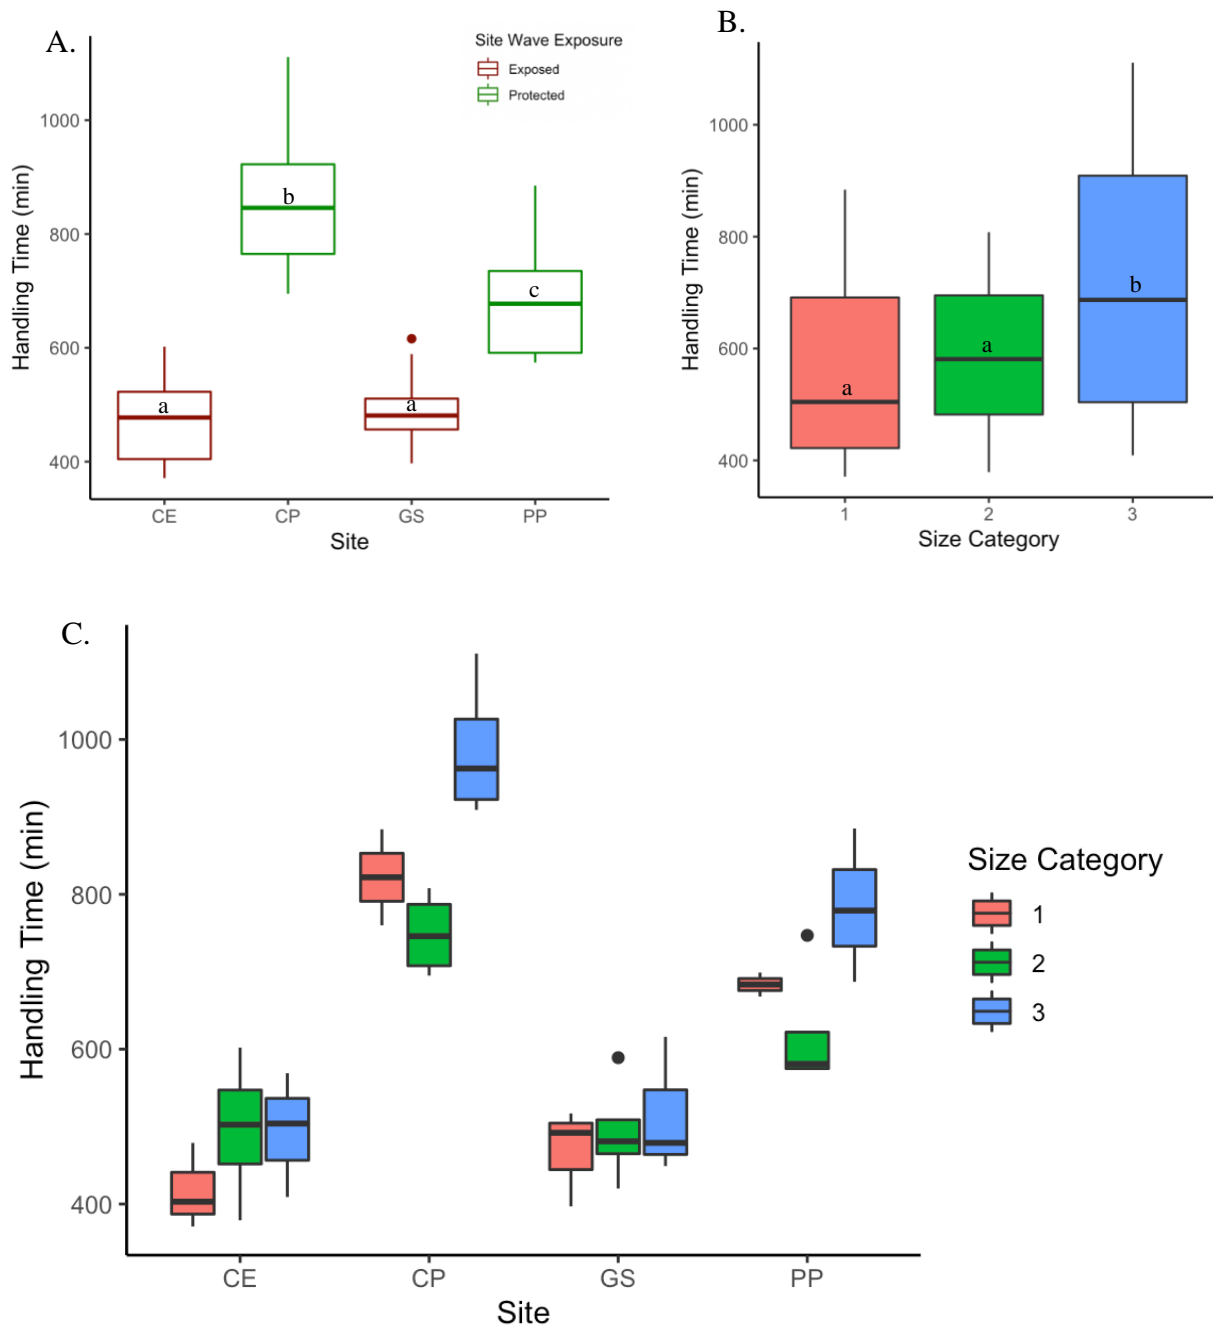 A.
Site Wave Exposure
Exposed
Protected
1000
800
600
400
Handling Time (min)
a
b
a
c
CE CP GS PP
Site
B.
1000
800
600
400
Handling Time (min)
a
a
b
1 2 3
Size Category
C.
1000
800
600
400
Handling Time (min)
CE CP GS PP
Site
Size Category
1
2
3